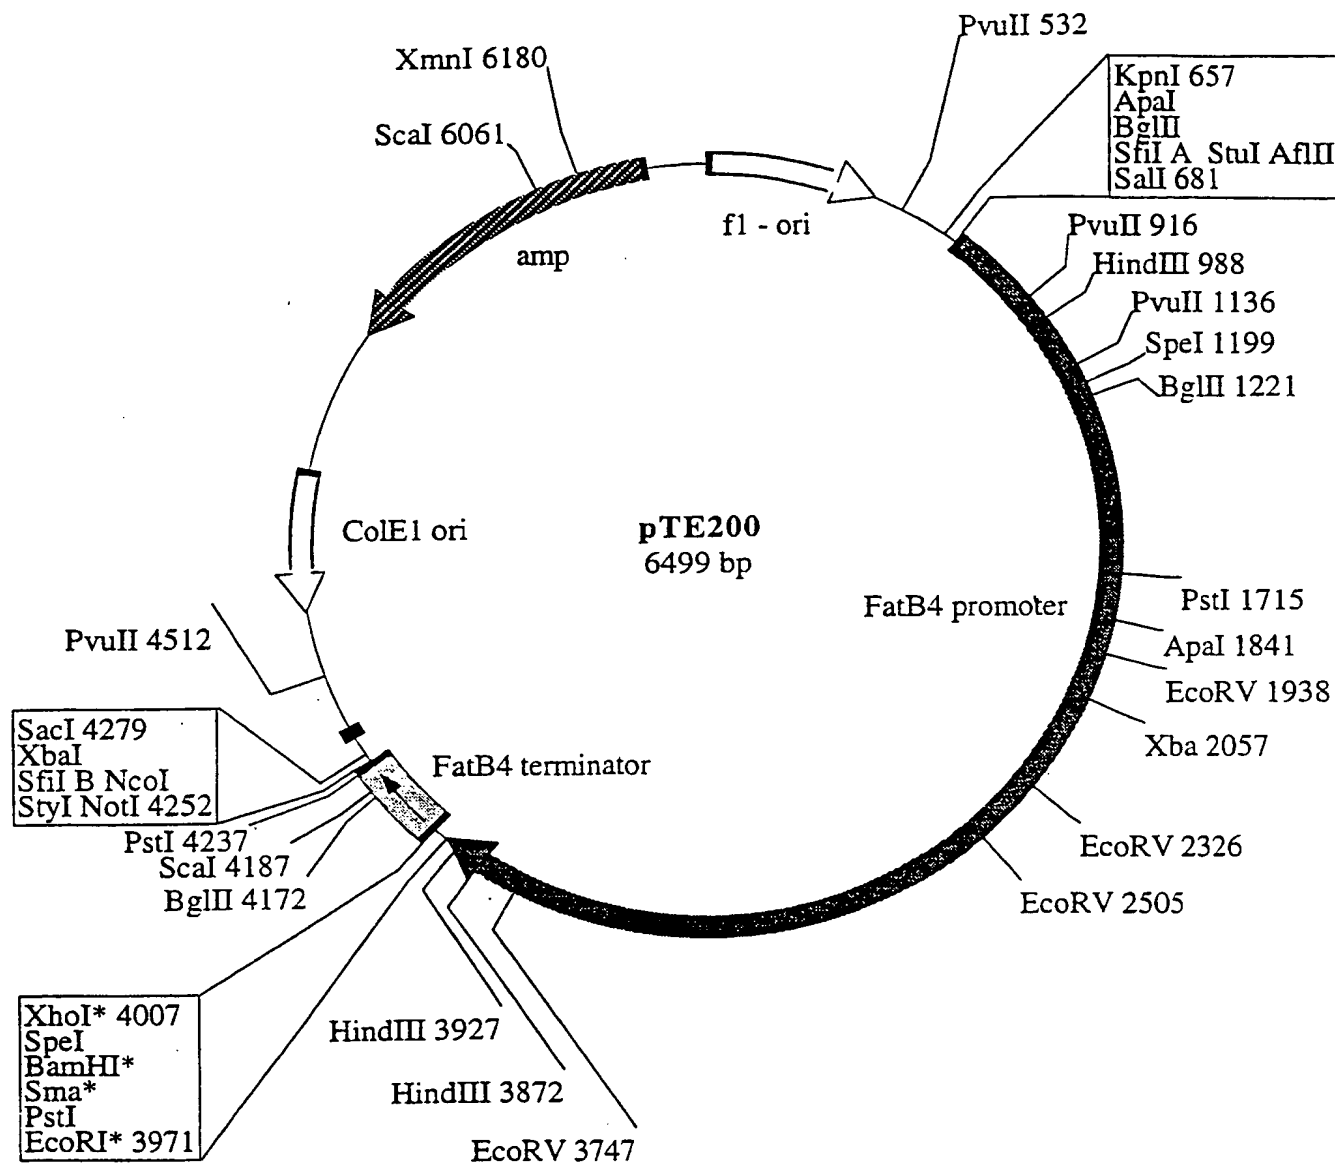 PvuII 532
XmnI 6180
ScaI 6061
KpnI 657
ApaI
BglII
SfiI A StuI AflII
SalI 681
f1 - ori
amp
PvuII 916
HindIII 988
PvuII 1136
SpeI 1199
BglII 1221
ColE1 ori
pTE200
6499 bp
FatB4 promoter
PstI 1715
ApaI 1841
EcoRV 1938
Xba 2057
EcoRV 2326
EcoRV 2505
PvuII 4512
SacI 4279
XbaI
SfiI B NcoI
StyI NotI 4252
FatB4 terminator
PstI 4237
ScaI 4187
BglII 4172
XhoI* 4007
SpeI
BamHI*
Sma*
PstI
EcoRI* 3971
HindIII 3927
HindIII 3872
EcoRV 3747